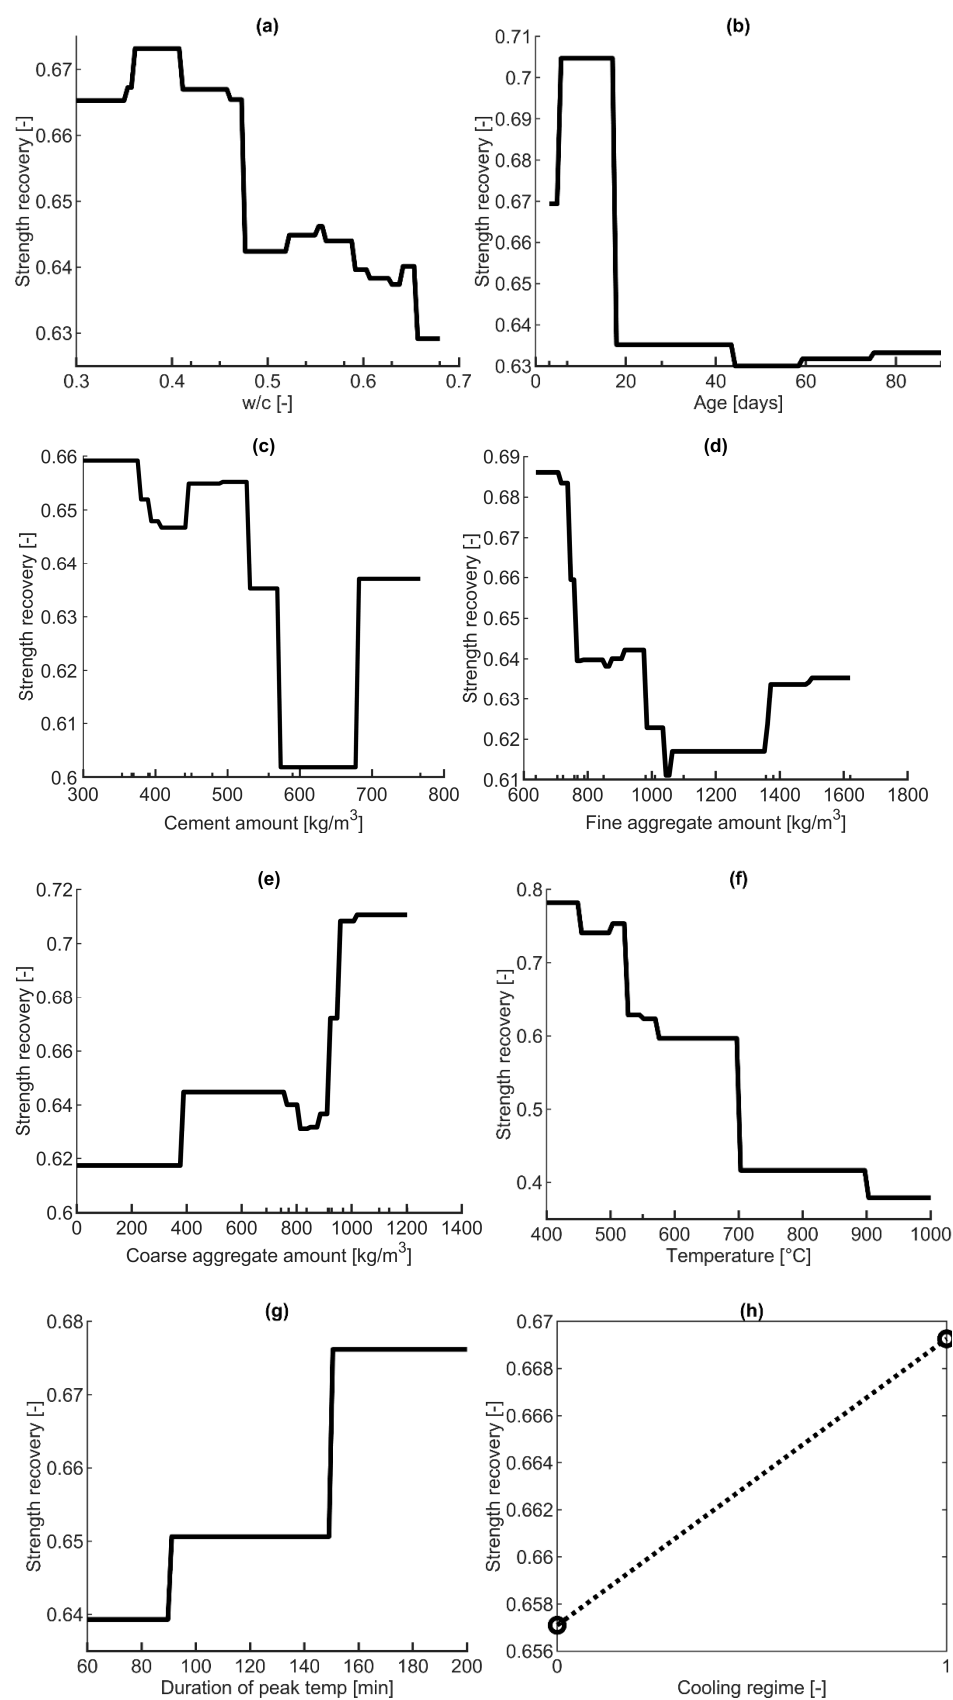 (a)
0.67
0.66
0.65
0.64
0.63
Strength recovery [-]
0.3 0.4 0.5 0.6 0.7
w/c [-]
(b)
0.71
0.7
0.69
0.68
0.67
0.66
0.65
0.64
0.63
Strength recovery [-]
0 20 40 60 80
Age [days]
(c)
0.66
0.65
0.64
0.63
0.62
0.61
0.6
Strength recovery [-]
300 400 500 600 700 800
Cement amount [kg/m³]
(d)
0.69
0.68
0.67
0.66
0.65
0.64
0.63
0.62
0.61
Strength recovery [-]
600 800 1000 1200 1400 1600 1800
Fine aggregate amount [kg/m³]
(e)
0.72
0.7
0.68
0.66
0.64
0.62
0.6
Strength recovery [-]
0 200 400 600 800 1000 1200 1400
Coarse aggregate amount [kg/m³]
(f)
0.8
0.7
0.6
0.5
0.4
Strength recovery [-]
400 500 600 700 800 900 1000
Temperature [°C]
(g)
0.68
0.67
0.66
0.65
0.64
Strength recovery [-]
60 80 100 120 140 160 180 200
Duration of peak temp [min]
(h)
0.67
0.668
0.666
0.664
0.662
0.66
0.658
0.656
Strength recovery [-]
0 1
Cooling regime [-]